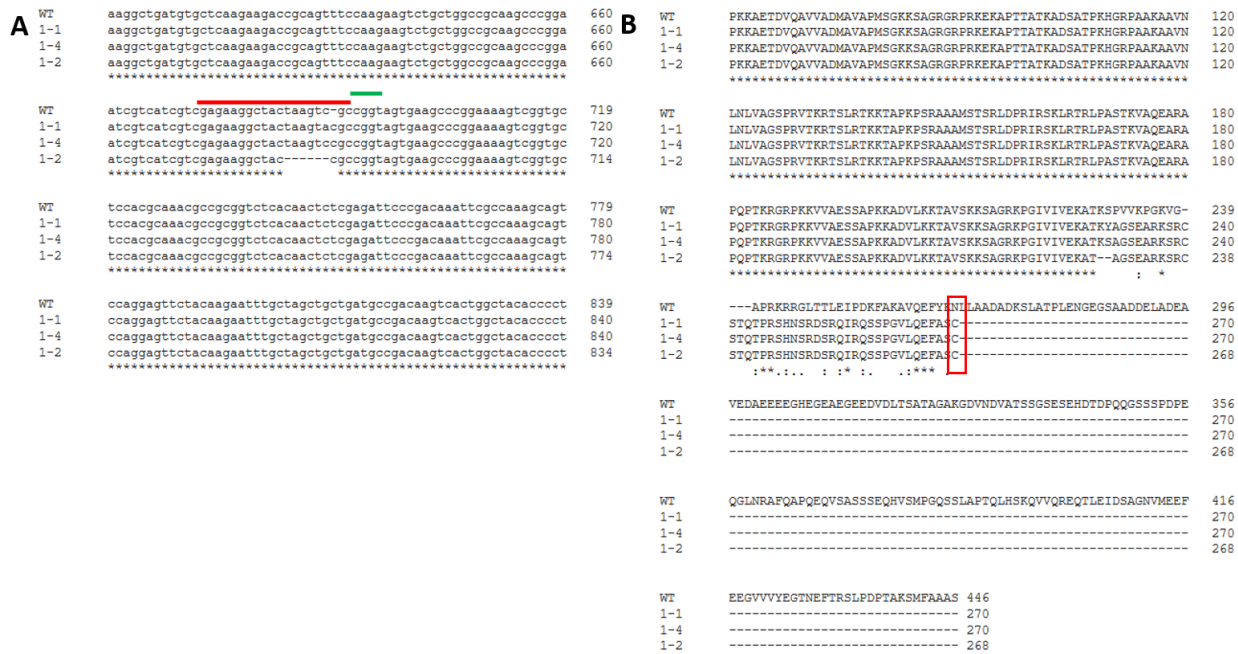 A
WT aaggctgatgtgctcaagaagaccgcagtttccaagaagtctgctggccgcaagcccgga 660
1-1 aaggctgatgtgctcaagaagaccgcagtttccaagaagtctgctggccgcaagcccgga 660
1-4 aaggctgatgtgctcaagaagaccgcagtttccaagaagtctgctggccgcaagcccgga 660
1-2 aaggctgatgtgctcaagaagaccgcagtttccaagaagtctgctggccgcaagcccgga 660
************************************************************
WT atcgtcatcgtcgagaaggctactaagtc-gccggtagtgaagcccggaaaagtcggtgc 719
1-1 atcgtcatcgtcgagaaggctactaagtacgccggtagtgaagcccggaaaagtcggtgc 720
1-4 atcgtcatcgtcgagaaggctactaagtccgccggtagtgaagcccggaaaagtcggtgc 720
1-2 atcgtcatcgtcgagaaggctac------cgccggtagtgaagcccggaaaagtcggtgc 714
*********************** ******************************
WT tccacgcaaacgccgcggtctcacaactctcgagattcccgacaaattcgccaaagcagt 779
1-1 tccacgcaaacgccgcggtctcacaactctcgagattcccgacaaattcgccaaagcagt 780
1-4 tccacgcaaacgccgcggtctcacaactctcgagattcccgacaaattcgccaaagcagt 780
1-2 tccacgcaaacgccgcggtctcacaactctcgagattcccgacaaattcgccaaagcagt 774
************************************************************
WT ccaggagttctacaagaatttgctagctgctgatgccgacaagtcactggctacacccct 839
1-1 ccaggagttctacaagaatttgctagctgctgatgccgacaagtcactggctacacccct 840
1-4 ccaggagttctacaagaatttgctagctgctgatgccgacaagtcactggctacacccct 840
1-2 ccaggagttctacaagaatttgctagctgctgatgccgacaagtcactggctacacccct 834
************************************************************
B
WT PKKAETDVQAVVADMAVAPMSGKKSAGRGRPRKEKAPTTATKADSATPKHGRPAAKAAVN 120
1-1 PKKAETDVQAVVADMAVAPMSGKKSAGRGRPRKEKAPTTATKADSATPKHGRPAAKAAVN 120
1-4 PKKAETDVQAVVADMAVAPMSGKKSAGRGRPRKEKAPTTATKADSATPKHGRPAAKAAVN 120
1-2 PKKAETDVQAVVADMAVAPMSGKKSAGRGRPRKEKAPTTATKADSATPKHGRPAAKAAVN 120
************************************************************
WT LNLVAGSPRVTKRTSLRTKKTAPKPSRAAAMSTSRLDPRIRSKLRTRLPASTKVAQEARA 180
1-1 LNLVAGSPRVTKRTSLRTKKTAPKPSRAAAMSTSRLDPRIRSKLRTRLPASTKVAQEARA 180
1-4 LNLVAGSPRVTKRTSLRTKKTAPKPSRAAAMSTSRLDPRIRSKLRTRLPASTKVAQEARA 180
1-2 LNLVAGSPRVTKRTSLRTKKTAPKPSRAAAMSTSRLDPRIRSKLRTRLPASTKVAQEARA 180
************************************************************
WT PQPTKRGRPKKVVAESSAPKKADVLKKTAVSKKSAGRKPGIVIVEKATKSPVVKPGKVG- 239
1-1 PQPTKRGRPKKVVAESSAPKKADVLKKTAVSKKSAGRKPGIVIVEKATKYAGSEARKSRC 240
1-4 PQPTKRGRPKKVVAESSAPKKADVLKKTAVSKKSAGRKPGIVIVEKATKSAGSEARKSRC 240
1-2 PQPTKRGRPKKVVAESSAPKKADVLKKTAVSKKSAGRKPGIVIVEKAT--AGSEARKSRC 238
************************************************ : *
WT ---APRKRRGLTTLEIPDKFAKAVQEFYKNLLAADADKSLATPLENGEGSAADDELADEA 296
1-1 STQTPRSHNSRDSRQIRQSSPGVLQEFASC------------------------------ 270
1-4 STQTPRSHNSRDSRQIRQSSPGVLQEFASC------------------------------ 270
1-2 STQTPRSHNSRDSRQIRQSSPGVLQEFASC------------------------------ 268
:**.:.. : :* :. .:*** .
WT VEDAEEEEGHEGEAEGEEDVDLTSATAGAKGDVNDVATSSGSESEHDTDPQQGSSSPDPE 356
1-1 ------------------------------------------------------------ 270
1-4 ------------------------------------------------------------ 270
1-2 ------------------------------------------------------------ 268
WT QGLNRAFQAPQEQVSASSSEQHVSMPGQSSLAPTQLHSKQVVQREQTLEIDSAGNVMEEF 416
1-1 ------------------------------------------------------------ 270
1-4 ------------------------------------------------------------ 270
1-2 ------------------------------------------------------------ 268
WT EEGVVVVYEGTNEFTRSLPDPTAKSMFAAAS 446
1-1 ------------------------------ 270
1-4 ------------------------------ 270
1-2 ------------------------------ 268